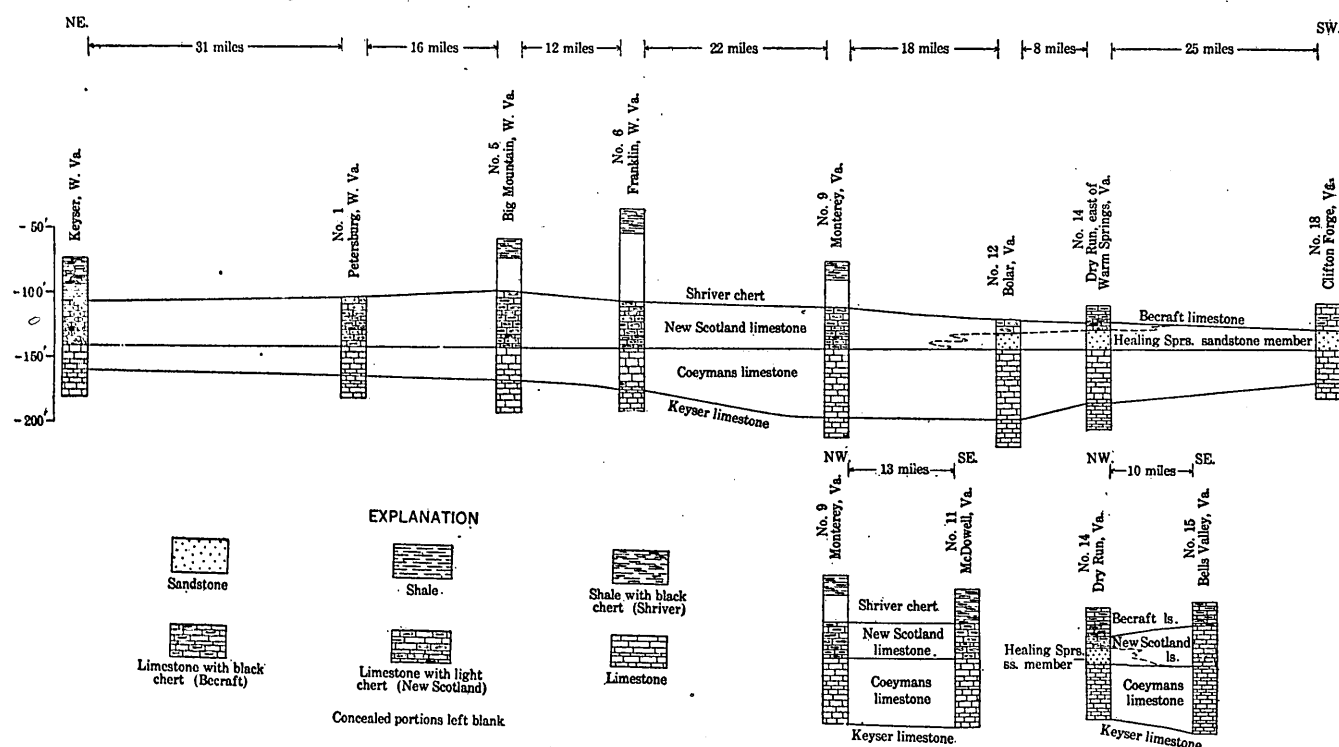 NE.
SW.
31 miles
16 miles
12 miles
22 miles
18 miles
8 miles
25 miles
Keyser, W. Va.
No. 1
Petersburg, W. Va.
No. 5
Big Mountain, W. Va.
No. 6
Franklin, W. Va.
No. 9
Monterey, Va.
No. 12
Bolar, Va.
No. 14
Dry Run, east of
Warm Springs, Va.
No. 18
Clifton Forge, Va.
- 50'
-100'
-150'
-200'
Shriver chert
New Scotland limestone
Coeymans limestone
Keyser limestone
Becraft limestone
Healing Sprs. sandstone member
NW.
13 miles
SE.
No. 9
Monterey, Va.
No. 11
McDowell, Va.
Shriver chert
New Scotland
limestone
Coeymans
limestone
Keyser limestone
NW.
10 miles
SE.
No. 14
Dry Run, Va.
No. 15
Bells Valley, Va.
Becraft ls.
New Scotland
ls.
Healing Sprs.
ss. member
Coeymans
limestone
Keyser limestone
EXPLANATION
Sandstone
Shale
Shale with black
chert (Shriver)
Limestone with black
chert (Becraft)
Limestone with light
chert (New Scotland)
Limestone
Concealed portions left blank